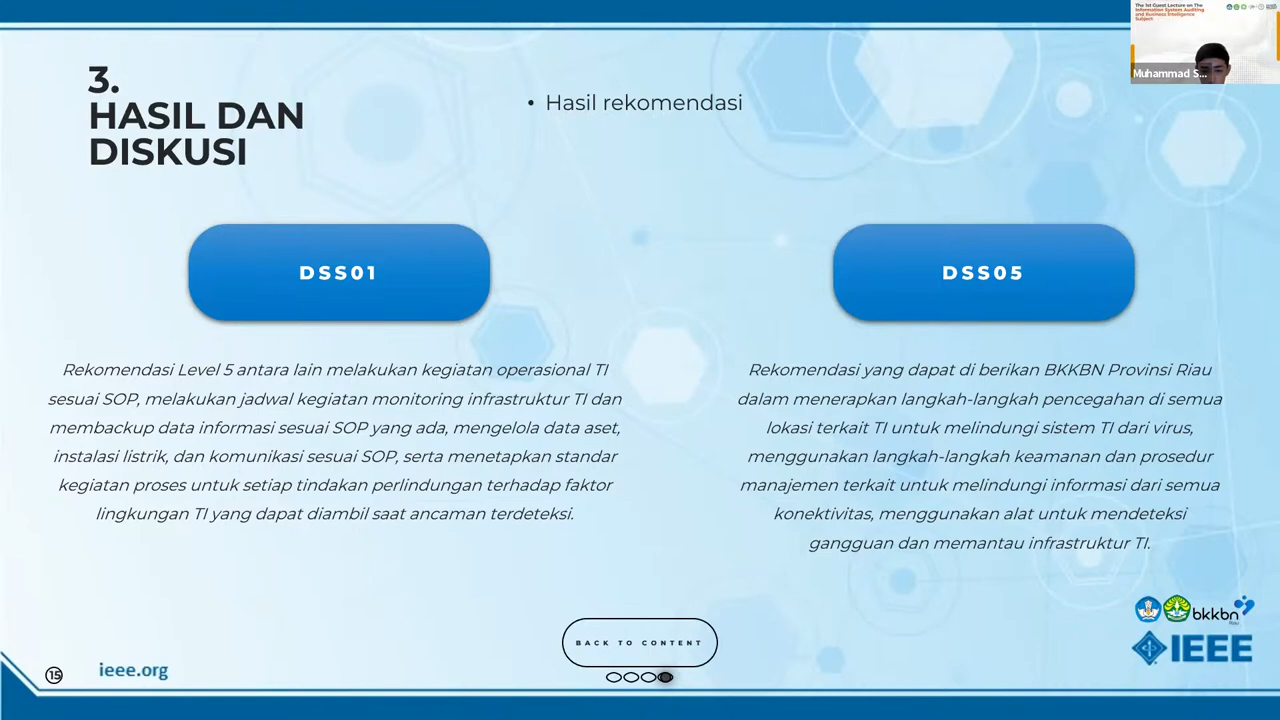 The 1st Guest Lecture on The
Information System Auditing
and Business Intelligence
Subject
Muhammad S...
3.
HASIL DAN
DISKUSI
• Hasil rekomendasi
DSS01
Rekomendasi Level 5 antara lain melakukan kegiatan operasional TI
sesuai SOP, melakukan jadwal kegiatan monitoring infrastruktur TI dan
membackup data informasi sesuai SOP yang ada, mengelola data aset,
instalasi listrik, dan komunikasi sesuai SOP, serta menetapkan standar
kegiatan proses untuk setiap tindakan perlindungan terhadap faktor
lingkungan TI yang dapat diambil saat ancaman terdeteksi.
DSS05
Rekomendasi yang dapat di berikan BKKBN Provinsi Riau
dalam menerapkan langkah-langkah pencegahan di semua
lokasi terkait TI untuk melindungi sistem TI dari virus,
menggunakan langkah-langkah keamanan dan prosedur
manajemen terkait untuk melindungi informasi dari semua
konektivitas, menggunakan alat untuk mendeteksi
gangguan dan memantau infrastruktur TI.
BACK TO CONTENT
bkkbn
Riau
IEEE
15
ieee.org